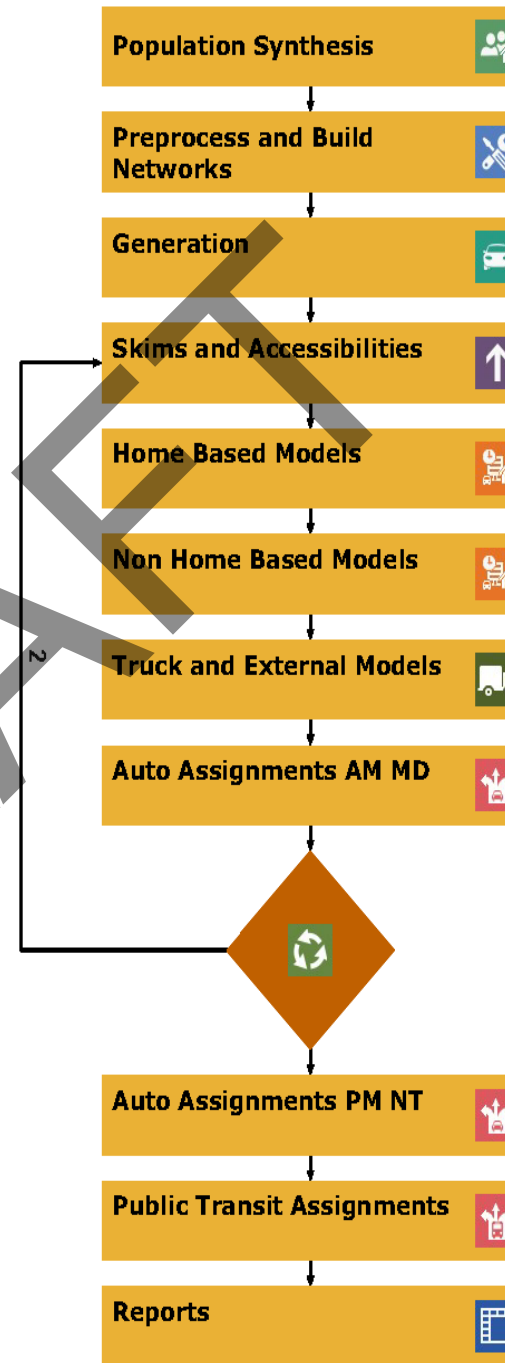 Population Synthesis
Preprocess and Build
Networks
Generation
Skims and Accessibilities
Home Based Models
Non Home Based Models
2
Truck and External Models
Auto Assignments AM MD
Auto Assignments PM NT
Public Transit Assignments
Reports
AFT